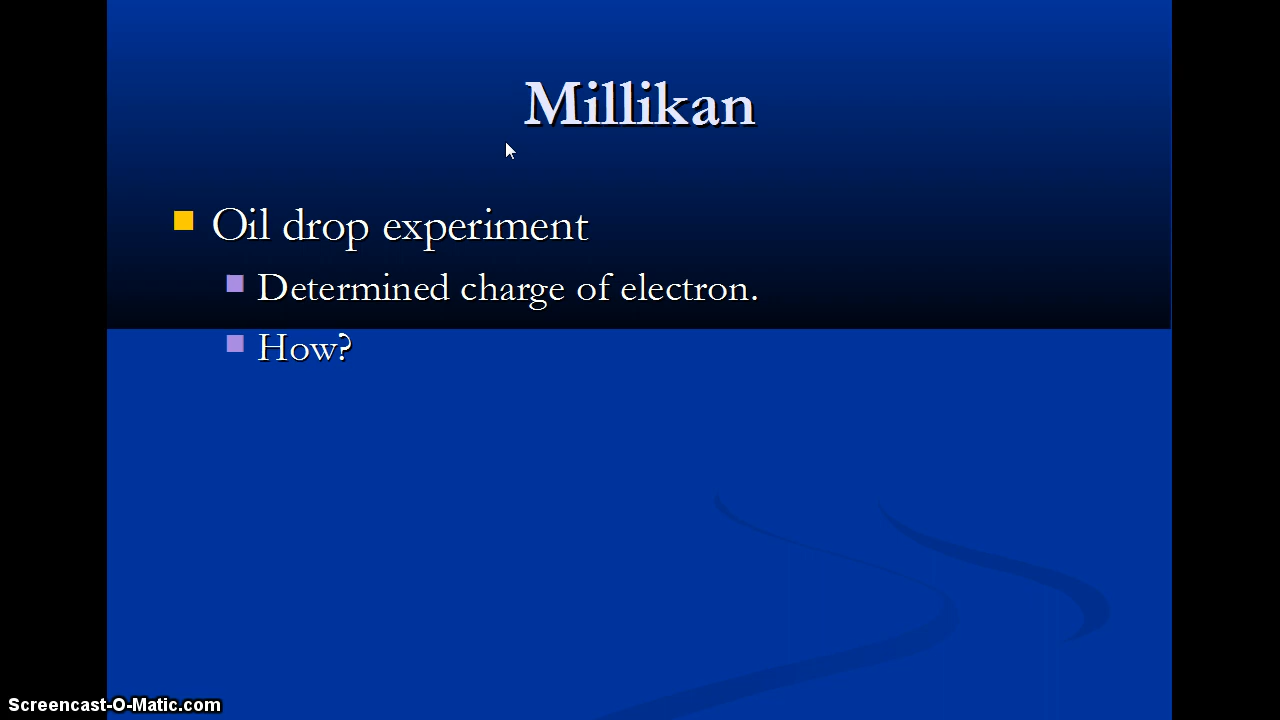 Millikan
Oil drop experiment
Determined charge of electron.
How?
Screencast-O-Matic.com